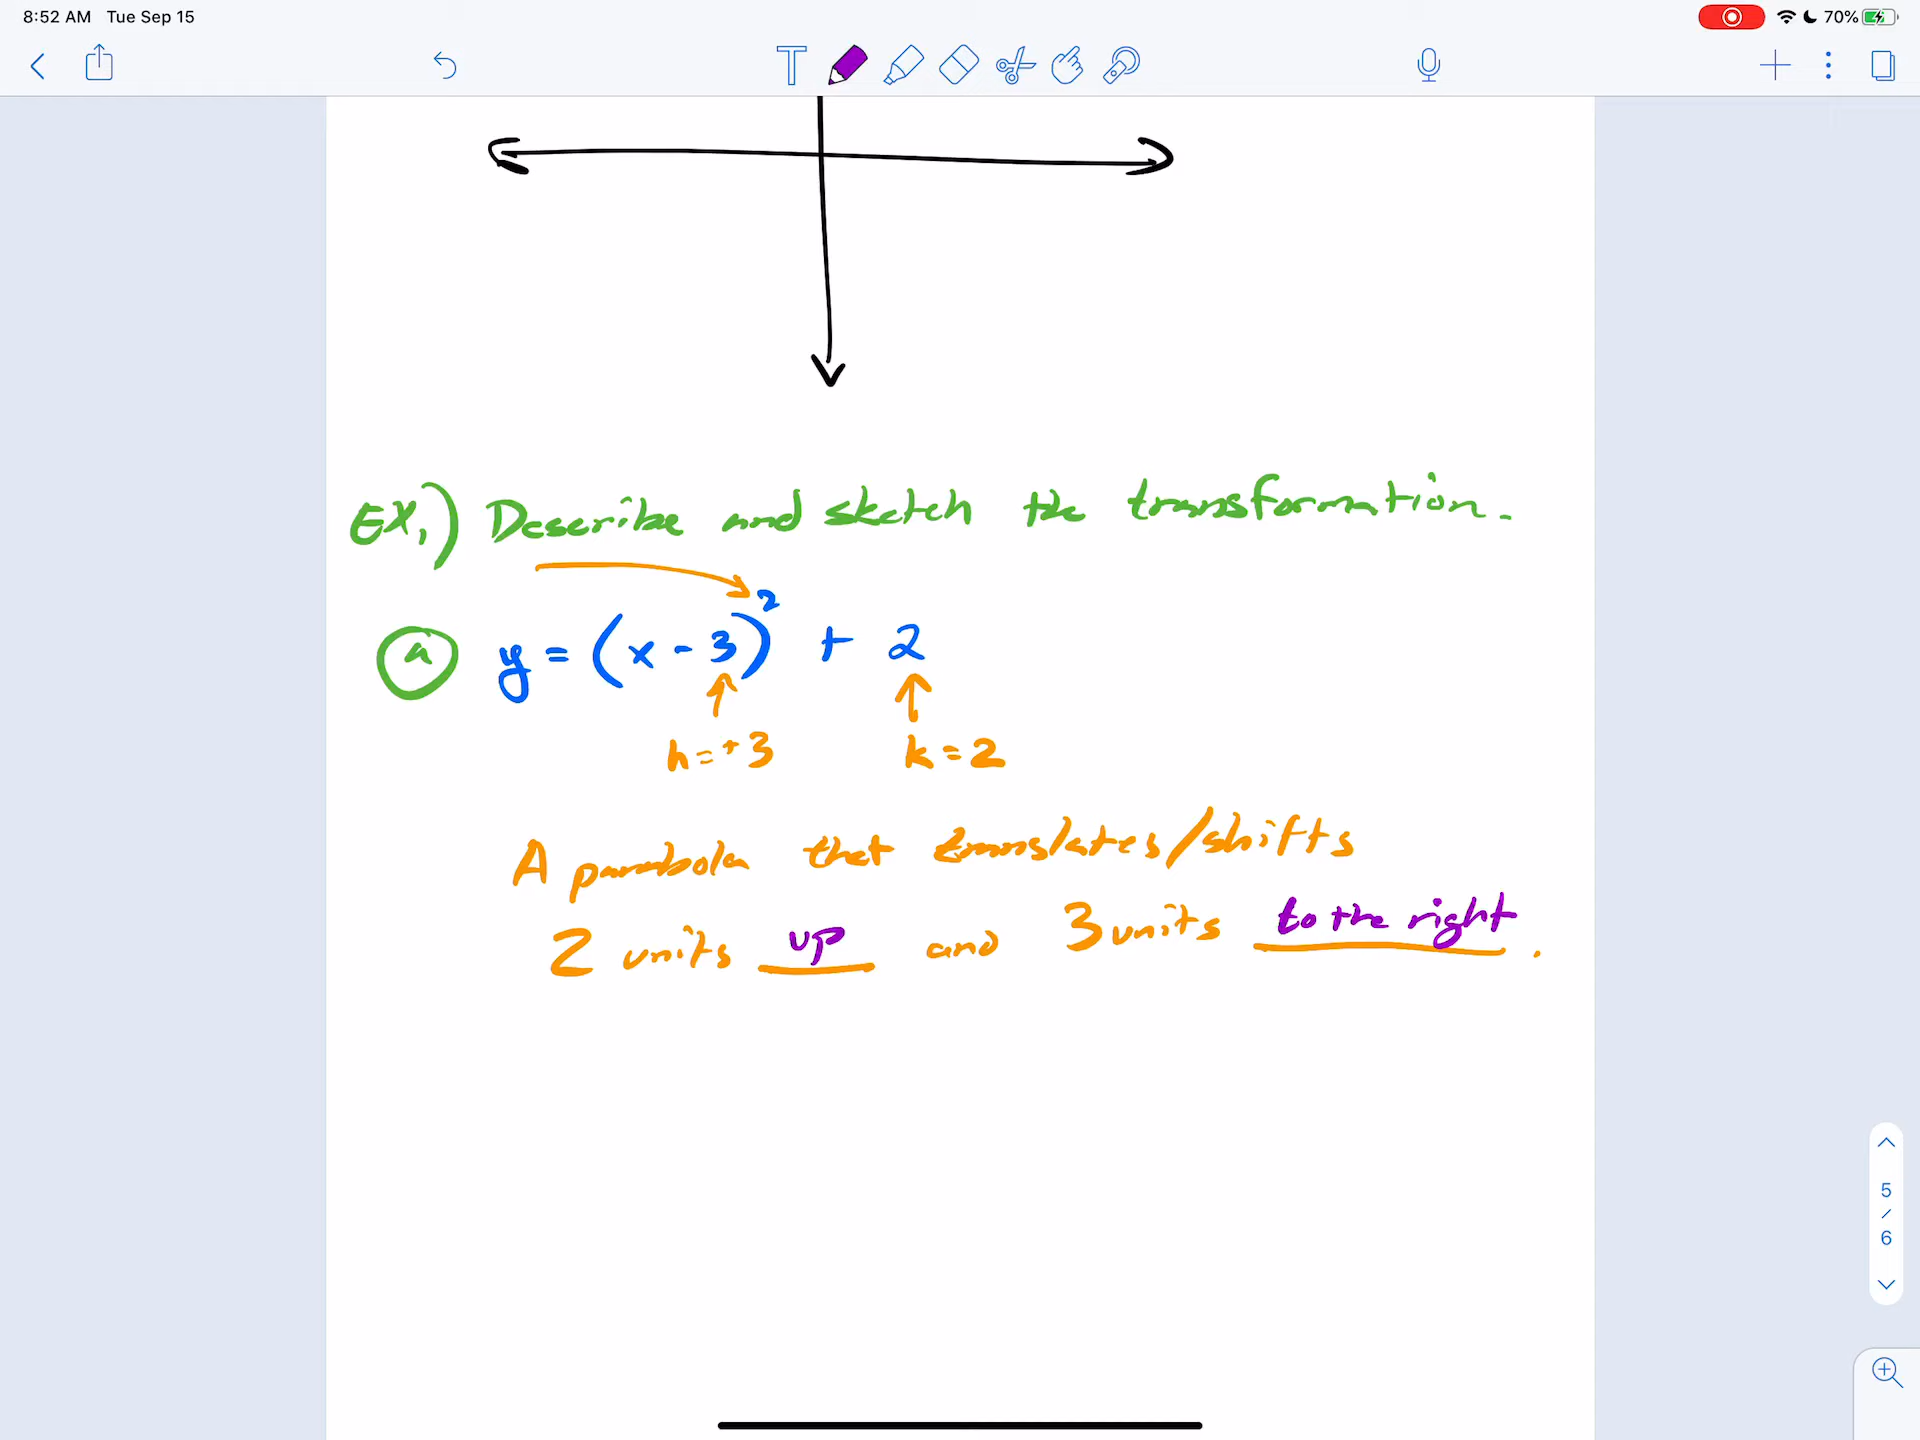 8:52 AM Tue Sep 15
70%
T
EX,) Describe and sketch the transformation.
a y = (x - 3)² + 2
h = +3 k = 2
A parabola that translates/shifts
2 units up and 3 units to the right.
5
/
6